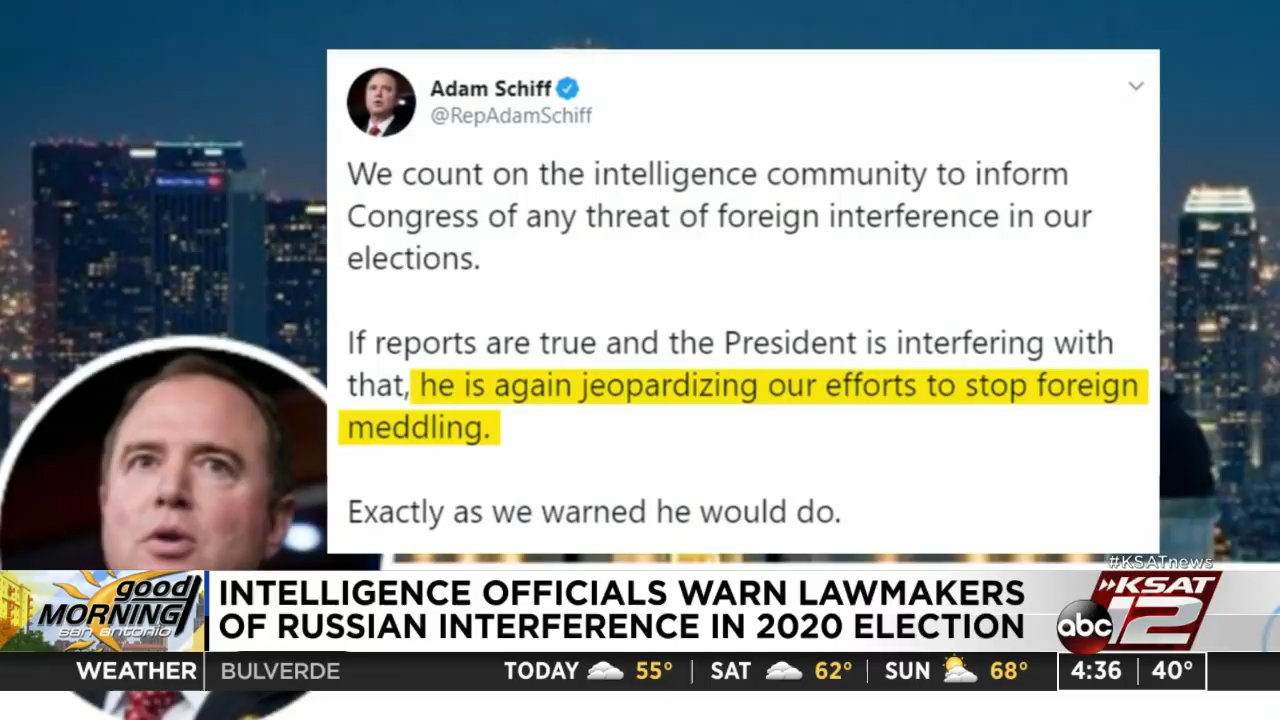 Adam Schiff
@RepAdamSchiff
We count on the intelligence community to inform
Congress of any threat of foreign interference in our
elections.
If reports are true and the President is interfering with
that, he is again jeopardizing our efforts to stop foreign
meddling.
Exactly as we warned he would do.
#KSATnews
good
MORNING
san antonio
INTELLIGENCE OFFICIALS WARN LAWMAKERS
OF RUSSIAN INTERFERENCE IN 2020 ELECTION
KSAT
abc 12
WEATHER BULVERDE TODAY 55° SAT 62° SUN 68° 4:36 40°